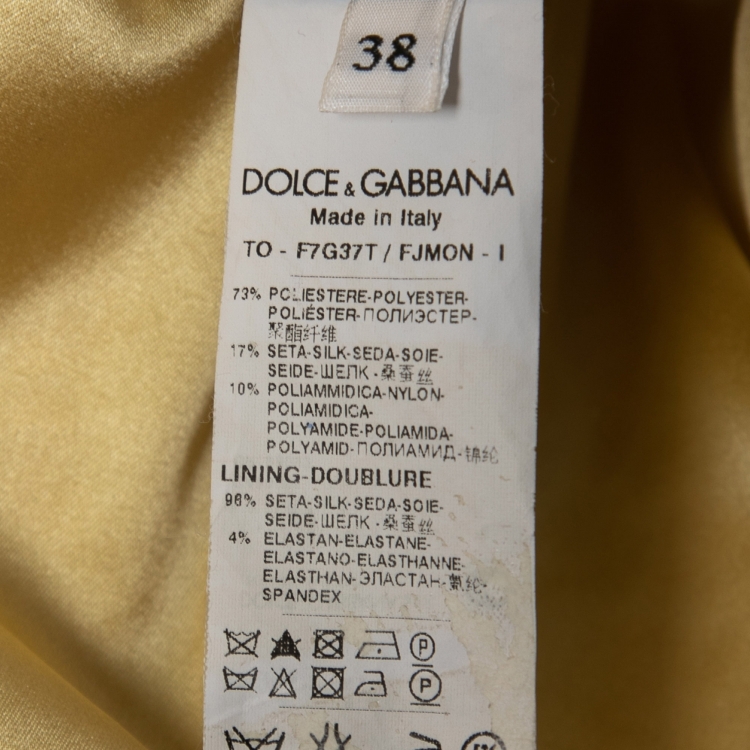 38
DOLCE & GABBANA
Made in Italy
TO - F7G37T / FJMON - I
73% POLIESTERE-POLYESTER-
POLIÉSTER-ПОЛИЭСТЕР-
聚酯纤维
17% SETA-SILK-SEDA-SOIE-
SEIDE-ШЕЛК-桑蚕丝
10% POLIAMMIDICA-NYLON-
POLIAMIDICA-
POLYAMIDE-POLIAMIDA-
POLYAMID-ПОЛИАМИД-锦纶
LINING-DOUBLURE
96% SETA-SILK-SEDA-SOIE-
SEIDE-ШЕЛК-桑蚕丝
4% ELASTAN-ELASTANE-
ELASTANO-ELASTHANNE-
ELASTHAN-ЭЛАСТАН-氨纶-
SPANDEX
P
P